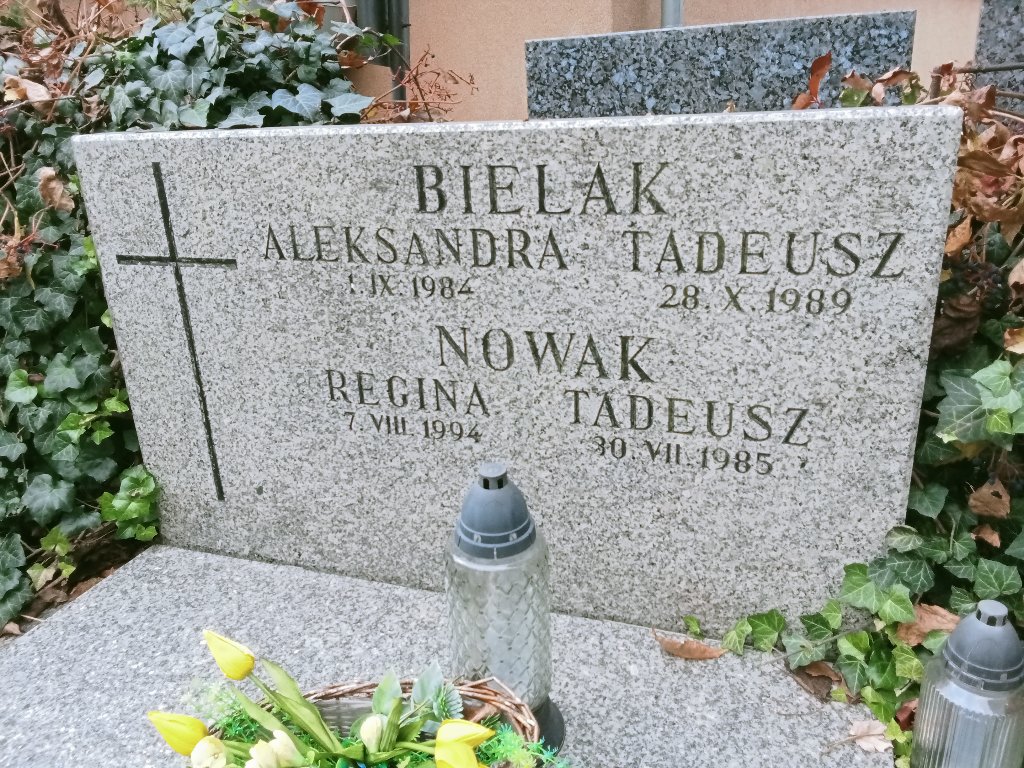 BIELAK
ALEKSANDRA TADEUSZ
1.IX.1984 28.X.1989
NOWAK
REGINA TADEUSZ
7.VIII.1994 30.VII.1985